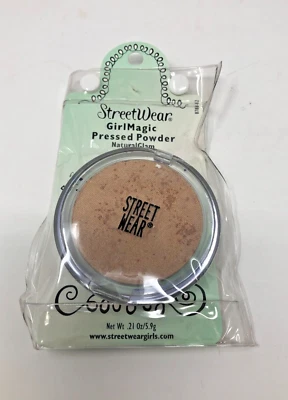 StreetWear®
GirlMagic
Pressed Powder
NaturalGlam
STREET
WEAR®
Net Wt. .21 Oz/5.9g
www.streetweargirls.com